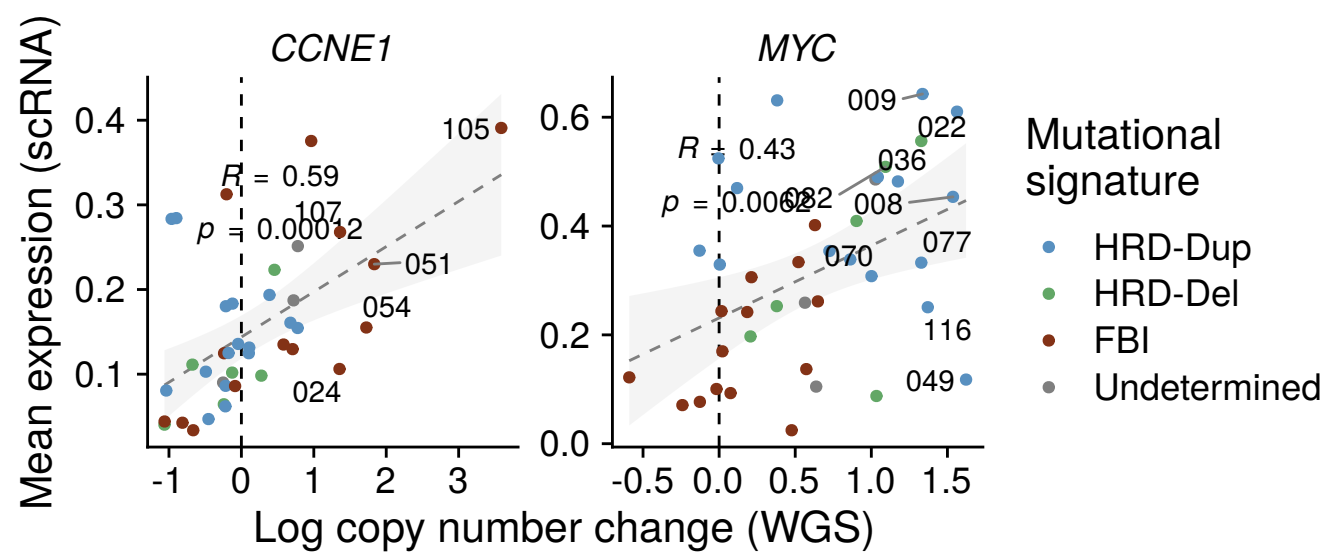 CCNE1
MYC
Mean expression (scRNA)
0.4
0.3
0.2
0.1
-1
0
1
2
3
R = 0.59
p = 0.00012
105
107
051
054
024
0.6
0.4
0.2
0.0
-0.5
0.0
0.5
1.0
1.5
R = 0.43
p = 0.0062
009
022
036
082
008
070
077
116
049
Log copy number change (WGS)
Mutational
signature
HRD-Dup
HRD-Del
FBI
Undetermined